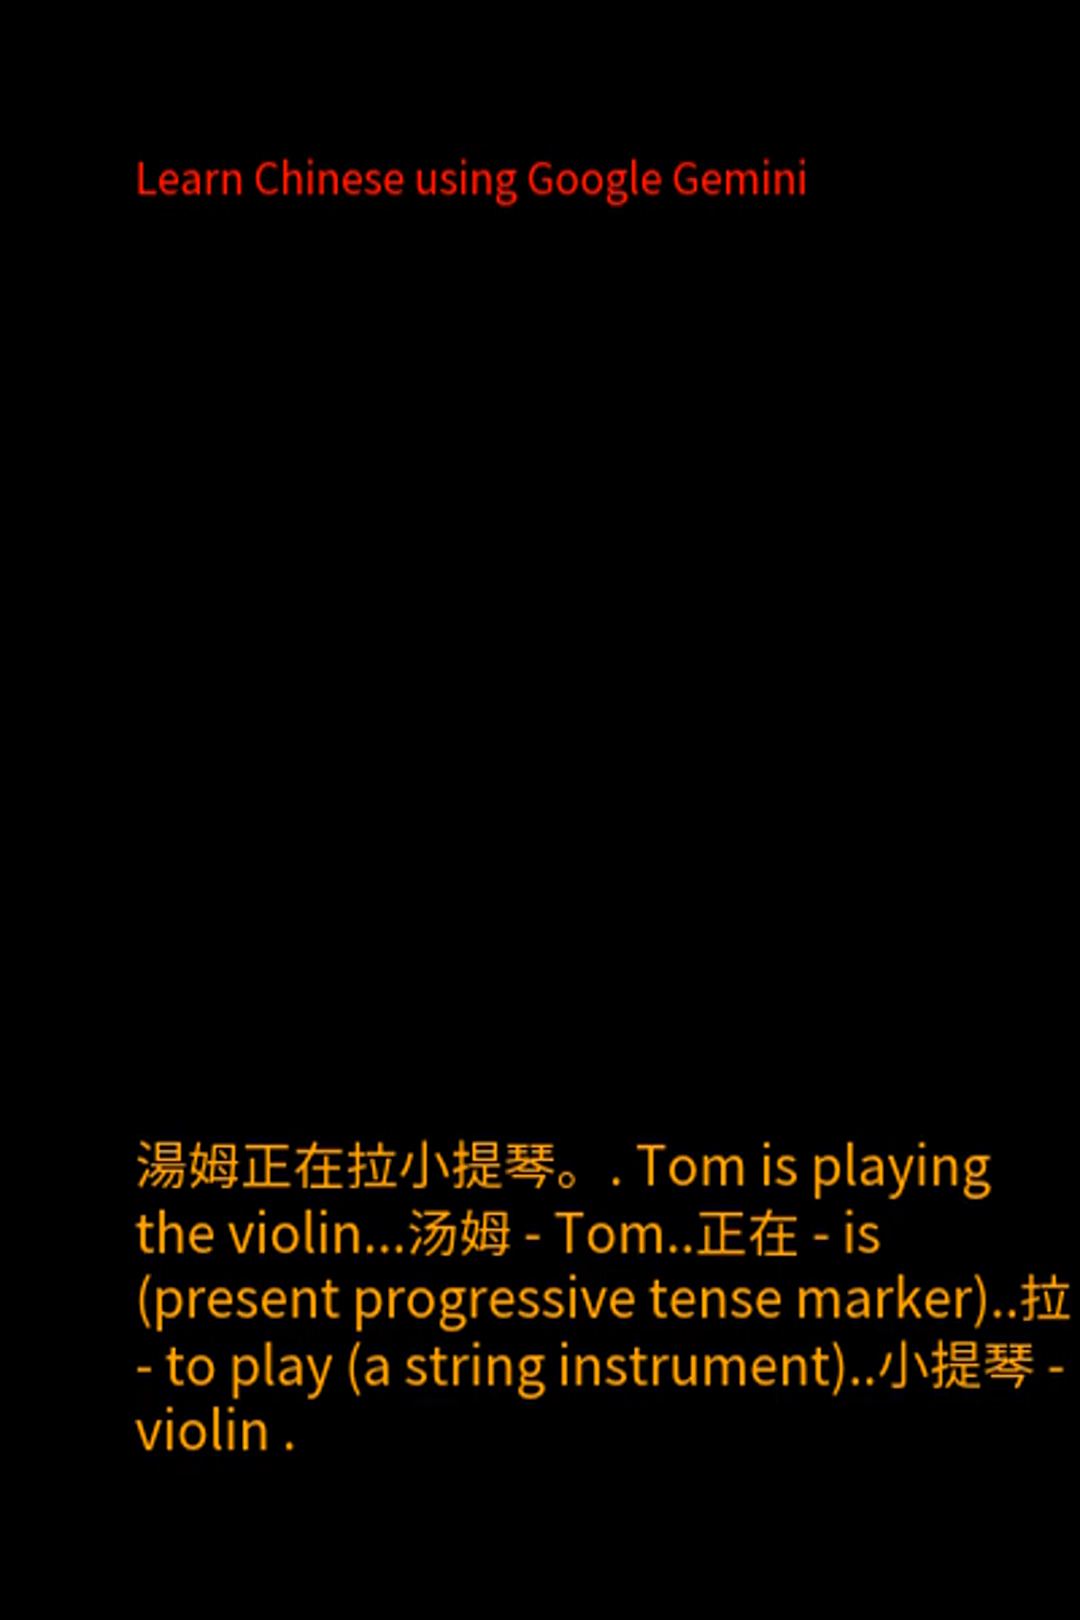 Learn Chinese using Google Gemini
湯姆正在拉小提琴。. Tom is playing
the violin...汤姆 - Tom..正在 - is
(present progressive tense marker)..拉
- to play (a string instrument)..小提琴 -
violin .